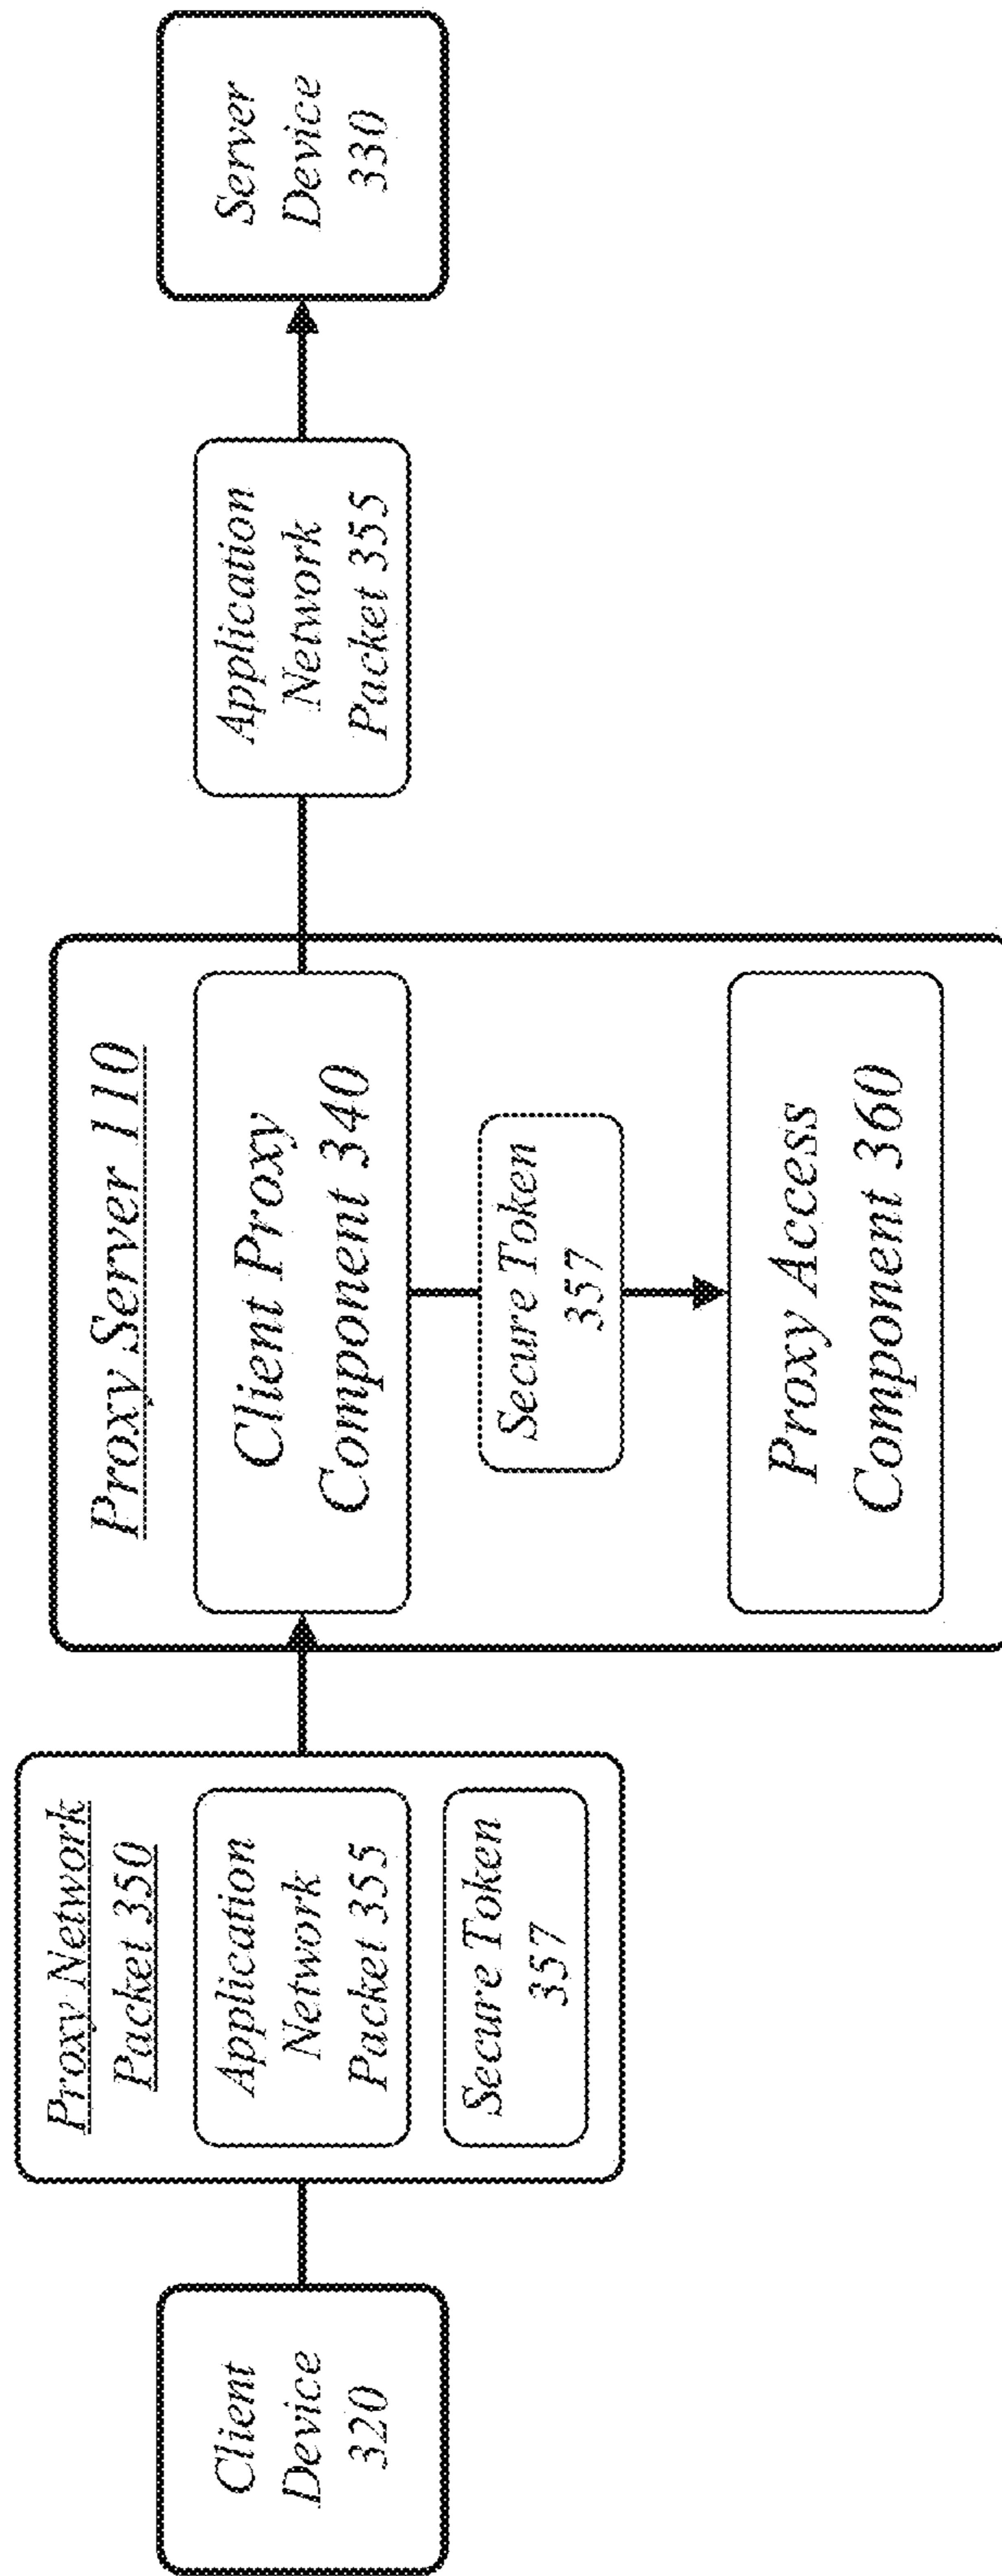 Client
Device
320
Proxy Network
Packet 350
Application
Network
Packet 355
Secure Token
357
Proxy Server 110
Client Proxy
Component 340
Secure Token
357
Proxy Access
Component 360
Application
Network
Packet 355
Server
Device
330